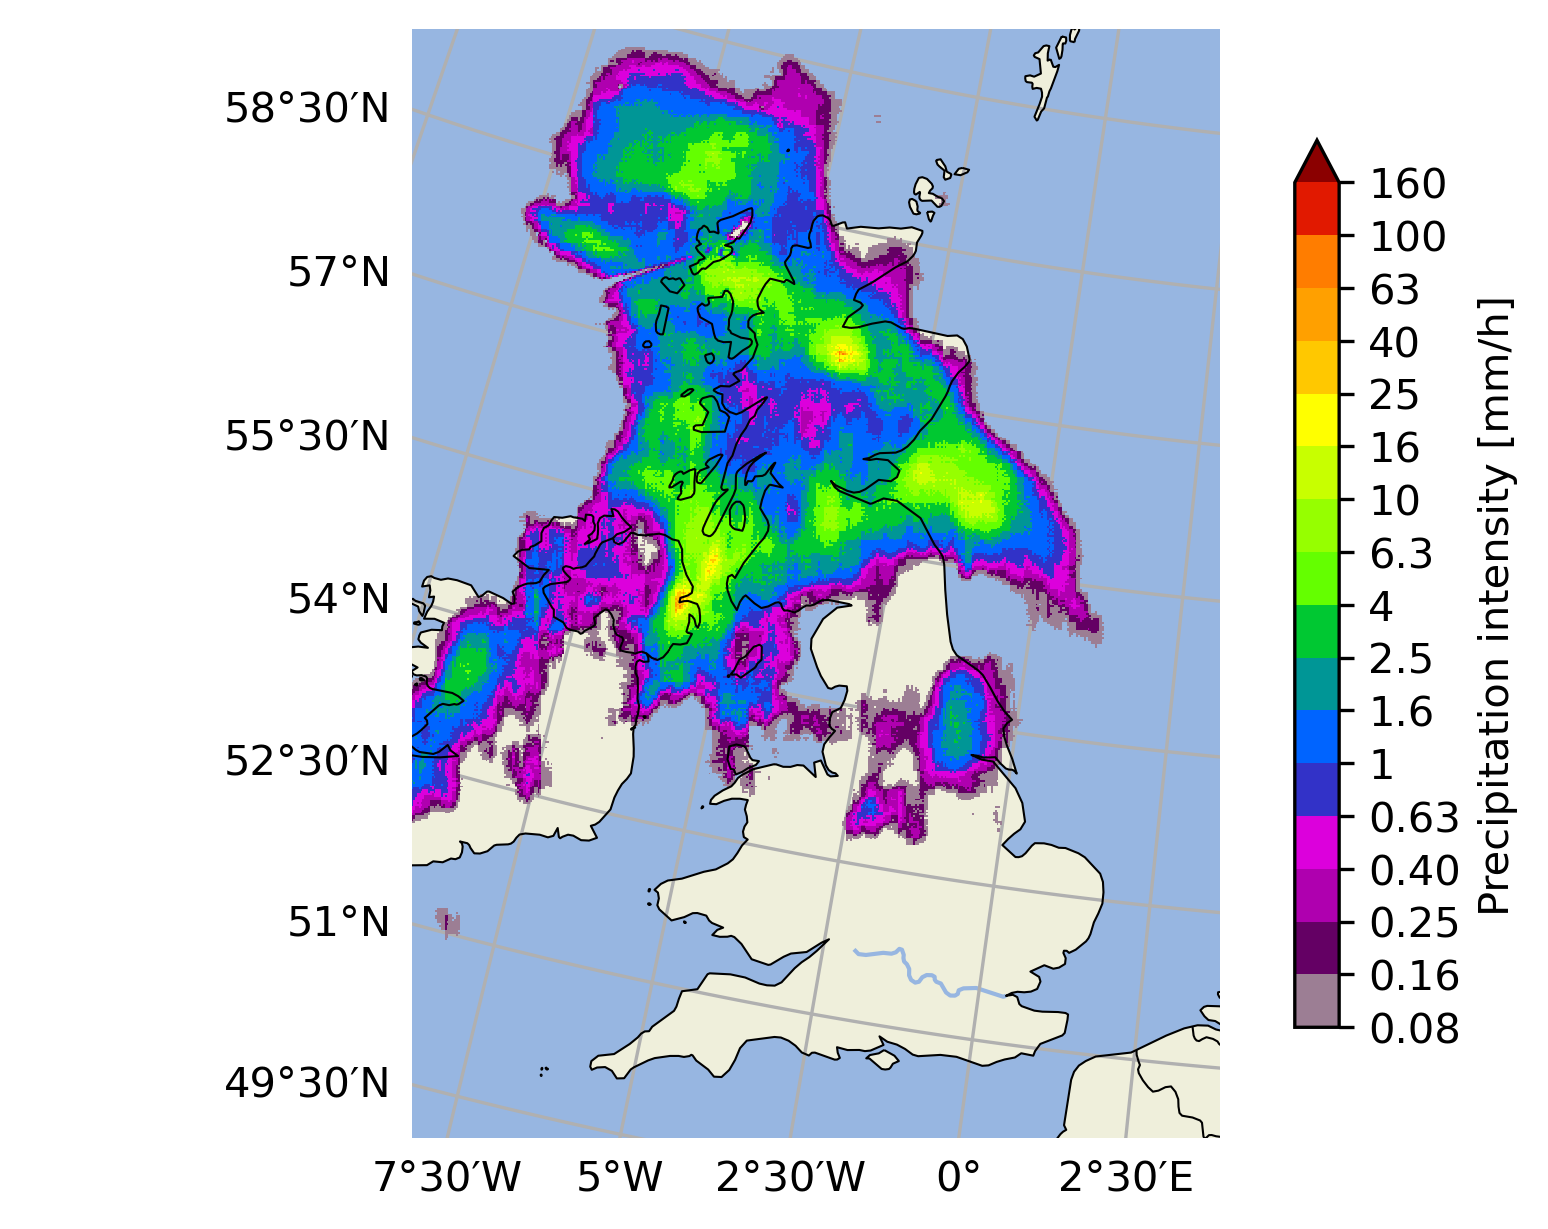 58°30′N
57°N
55°30′N
54°N
52°30′N
51°N
49°30′N
7°30′W 5°W 2°30′W 0° 2°30′E
160
100
63
40
25
16
10
6.3
4
2.5
1.6
1
0.63
0.40
0.25
0.16
0.08
Precipitation intensity [mm/h]